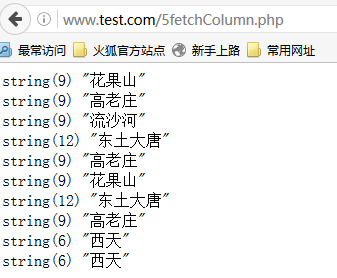 www.test.com/5fetchColumn.php
最常访问 火狐官方站点 新手上路 常用网址
string(9) "花果山"
string(9) "高老庄"
string(9) "流沙河"
string(12) "东土大唐"
string(9) "高老庄"
string(9) "花果山"
string(12) "东土大唐"
string(9) "高老庄"
string(6) "西天"
string(6) "西天"